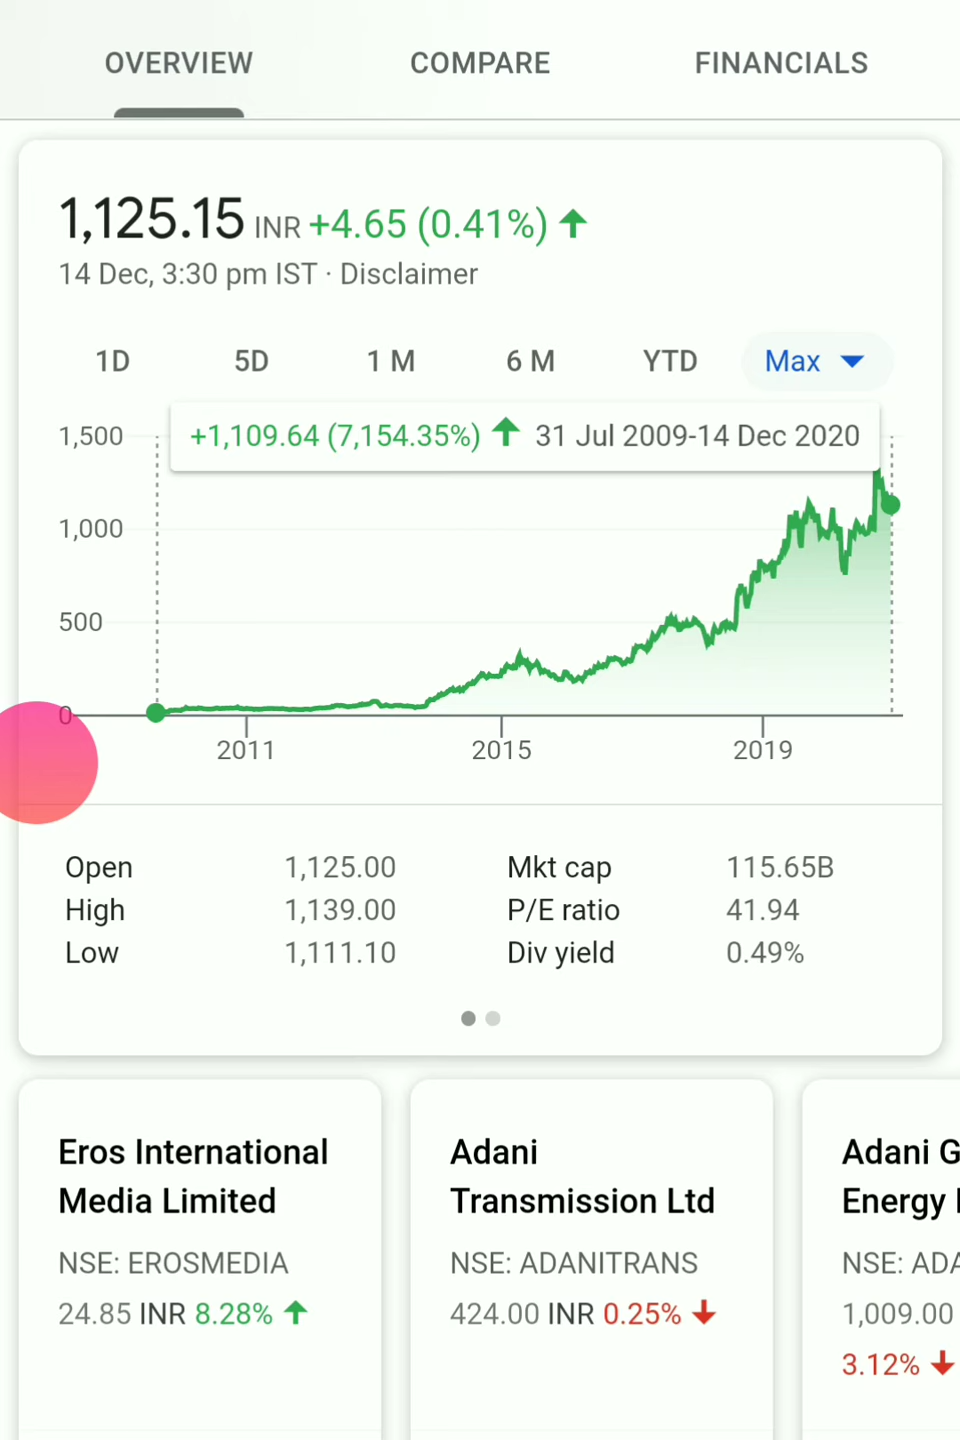 OVERVIEW COMPARE FINANCIALS
1,125.15 INR +4.65 (0.41%)
14 Dec, 3:30 pm IST · Disclaimer
1D 5D 1 M 6 M YTD Max
+1,109.64 (7,154.35%) 31 Jul 2009-14 Dec 2020
1,500
1,000
500
0
2011 2015 2019
Open 1,125.00 Mkt cap 115.65B
High 1,139.00 P/E ratio 41.94
Low 1,111.10 Div yield 0.49%
Eros International
Media Limited
NSE: EROSMEDIA
24.85 INR 8.28%
Adani
Transmission Ltd
NSE: ADANITRANS
424.00 INR 0.25%
Adani G
Energy
NSE: ADA
1,009.00
3.12%